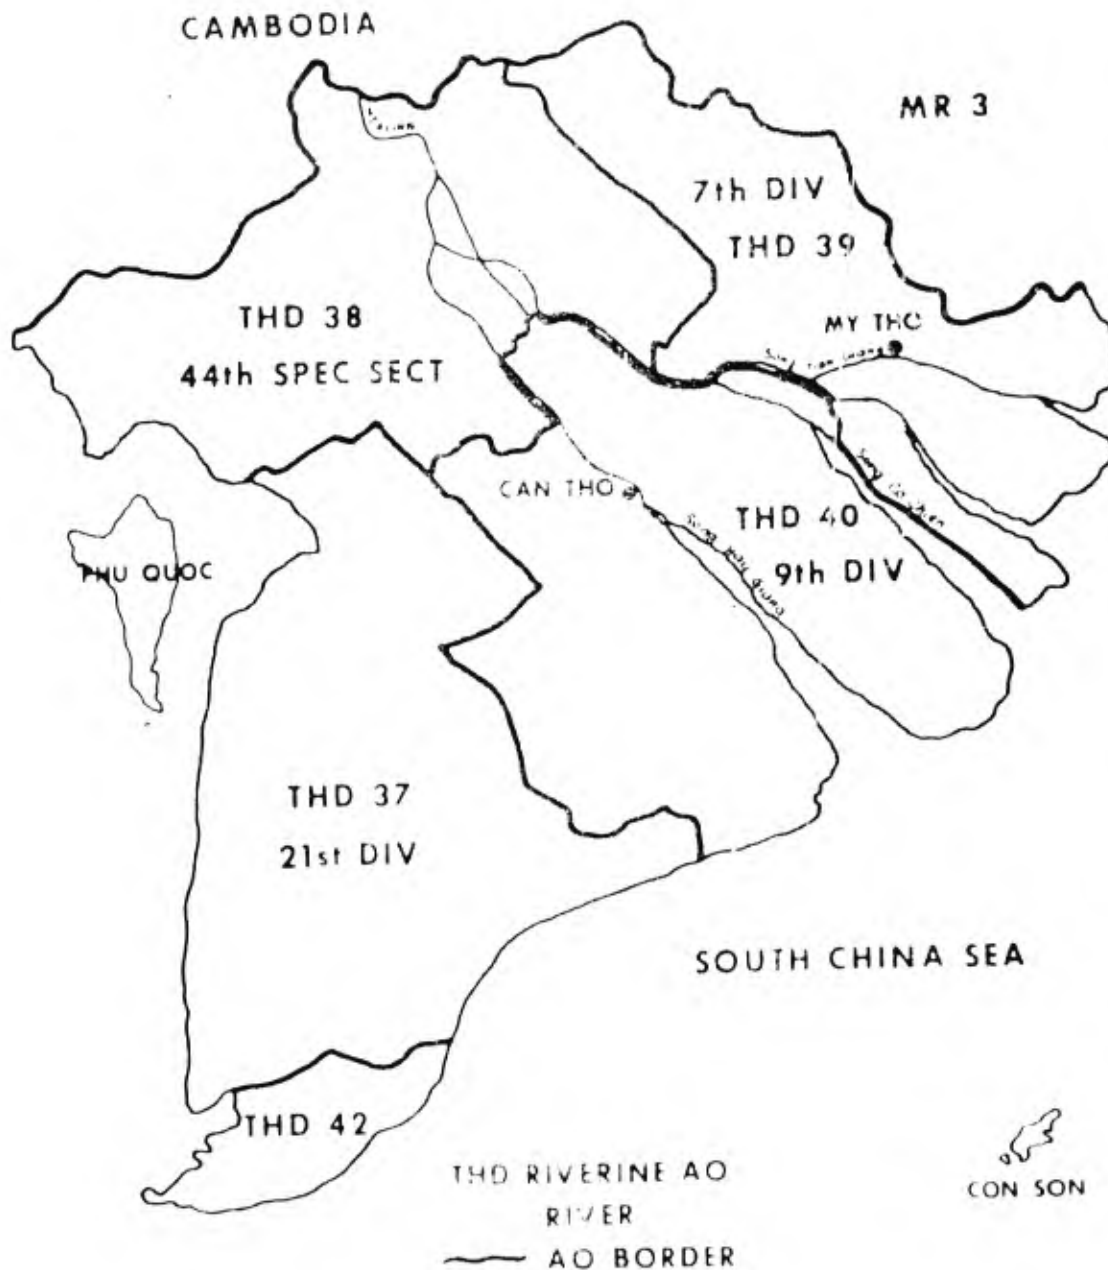 CAMBODIA
MR 3
7th DIV
THD 39
THD 38
44th SPEC SECT
MY THO
CAN THO
THD 40
9th DIV
PHU QUOC
THD 37
21st DIV
SOUTH CHINA SEA
THD 42
THD RIVERINE AO
RIVER
AO BORDER
CON SON